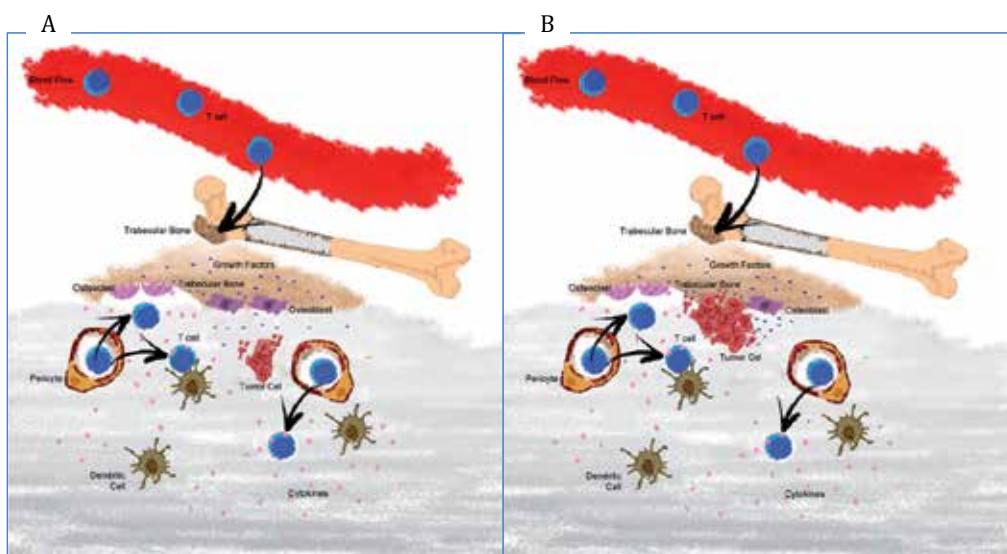 A
Blood Flow
T cell
Trabecular Bone
Growth Factors
Osteoclast
Trabecular Bone
Osteoblast
T cell
Pericyte
Tumor Cell
Dendritic
Cell
Cytokines
B
Blood Flow
T cell
Trabecular Bone
Growth Factors
Osteoclast
Trabecular Bone
Osteoblast
T cell
Tumor Cell
Pericyte
Dendritic
Cell
Cytokines